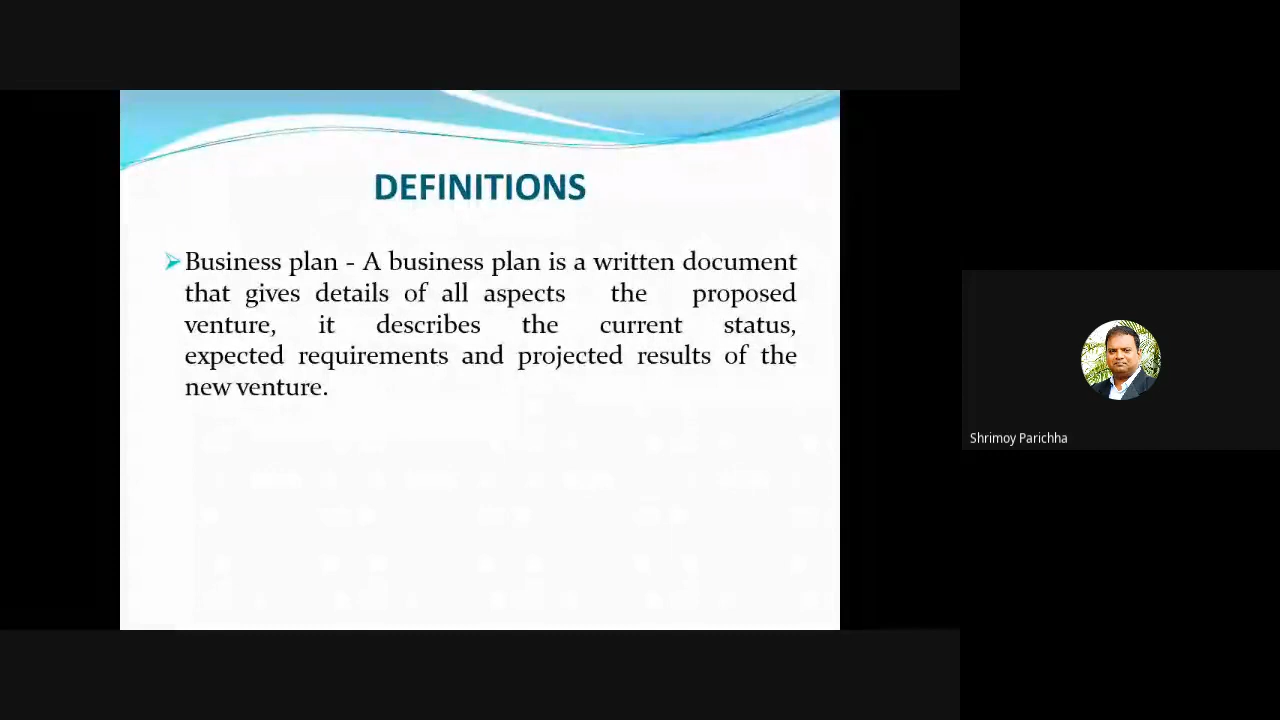 DEFINITIONS
Business plan - A business plan is a written document
that gives details of all aspects the proposed
venture, it describes the current status,
expected requirements and projected results of the
new venture.
Shrimoy Parichha